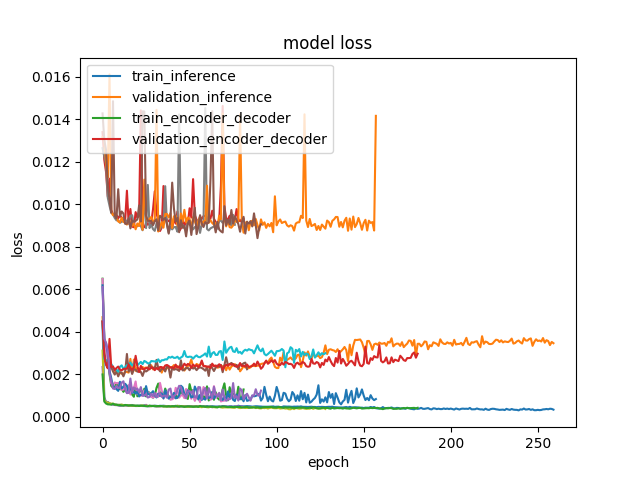 model loss
train_inference
validation_inference
train_encoder_decoder
validation_encoder_decoder
loss
0.016
0.014
0.012
0.010
0.008
0.006
0.004
0.002
0.000
0 50 100 150 200 250
epoch